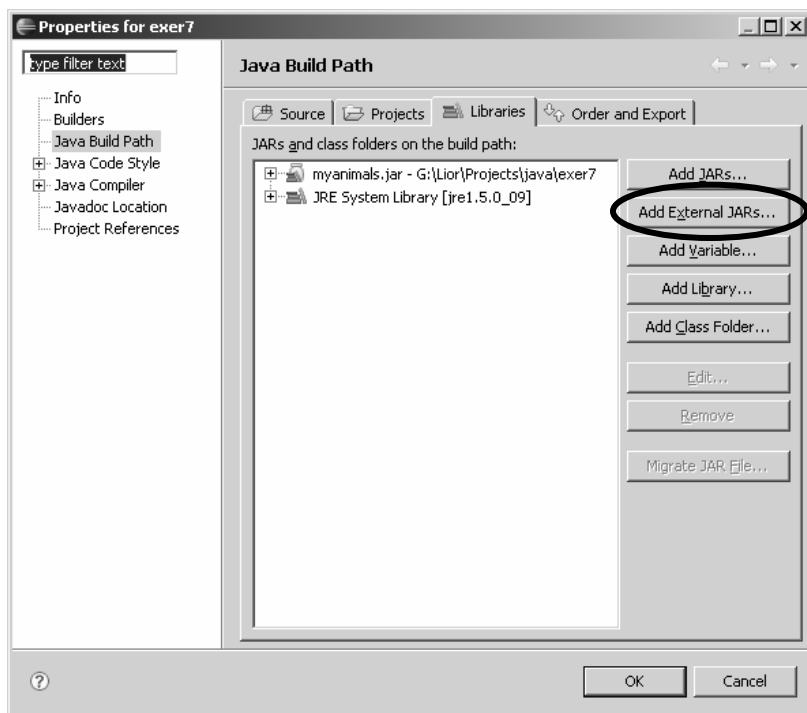 Properties for exer7
type filter text
Info
Builders
Java Build Path
Java Code Style
Java Compiler
Javadoc Location
Project References
Java Build Path
Source Projects Libraries Order and Export
JARs and class folders on the build path:
myanimals.jar - G:\Lior\Projects\java\exer7
JRE System Library [jre1.5.0_09]
Add JARs...
Add External JARs...
Add Variable...
Add Library...
Add Class Folder...
Edit...
Remove
Migrate JAR File...
?
OK Cancel